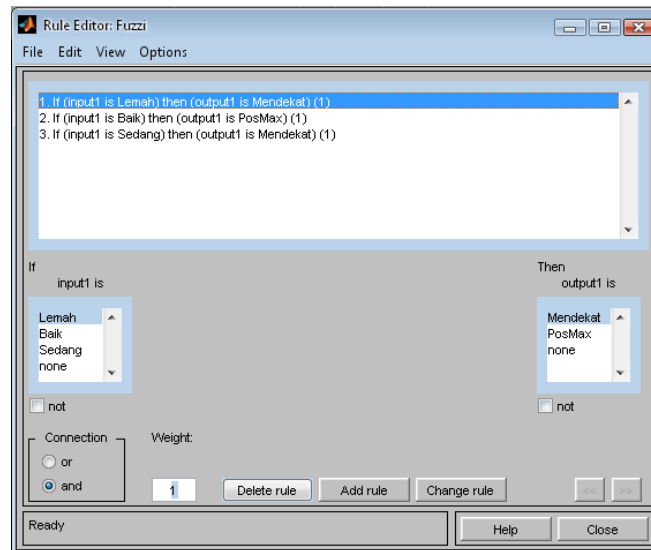 Rule Editor: Fuzzi
File Edit View Options
1. If (input1 is Lemah) then (output1 is Mendekat) (1)
2. If (input1 is Baik) then (output1 is PosMax) (1)
3. If (input1 is Sedang) then (output1 is Mendekat) (1)
If
input1 is
Lemah
Baik
Sedang
none
not
Then
output1 is
Mendekat
PosMax
none
not
Connection
or
and
Weight:
1
Delete rule
Add rule
Change rule
<<
>>
Ready
Help
Close